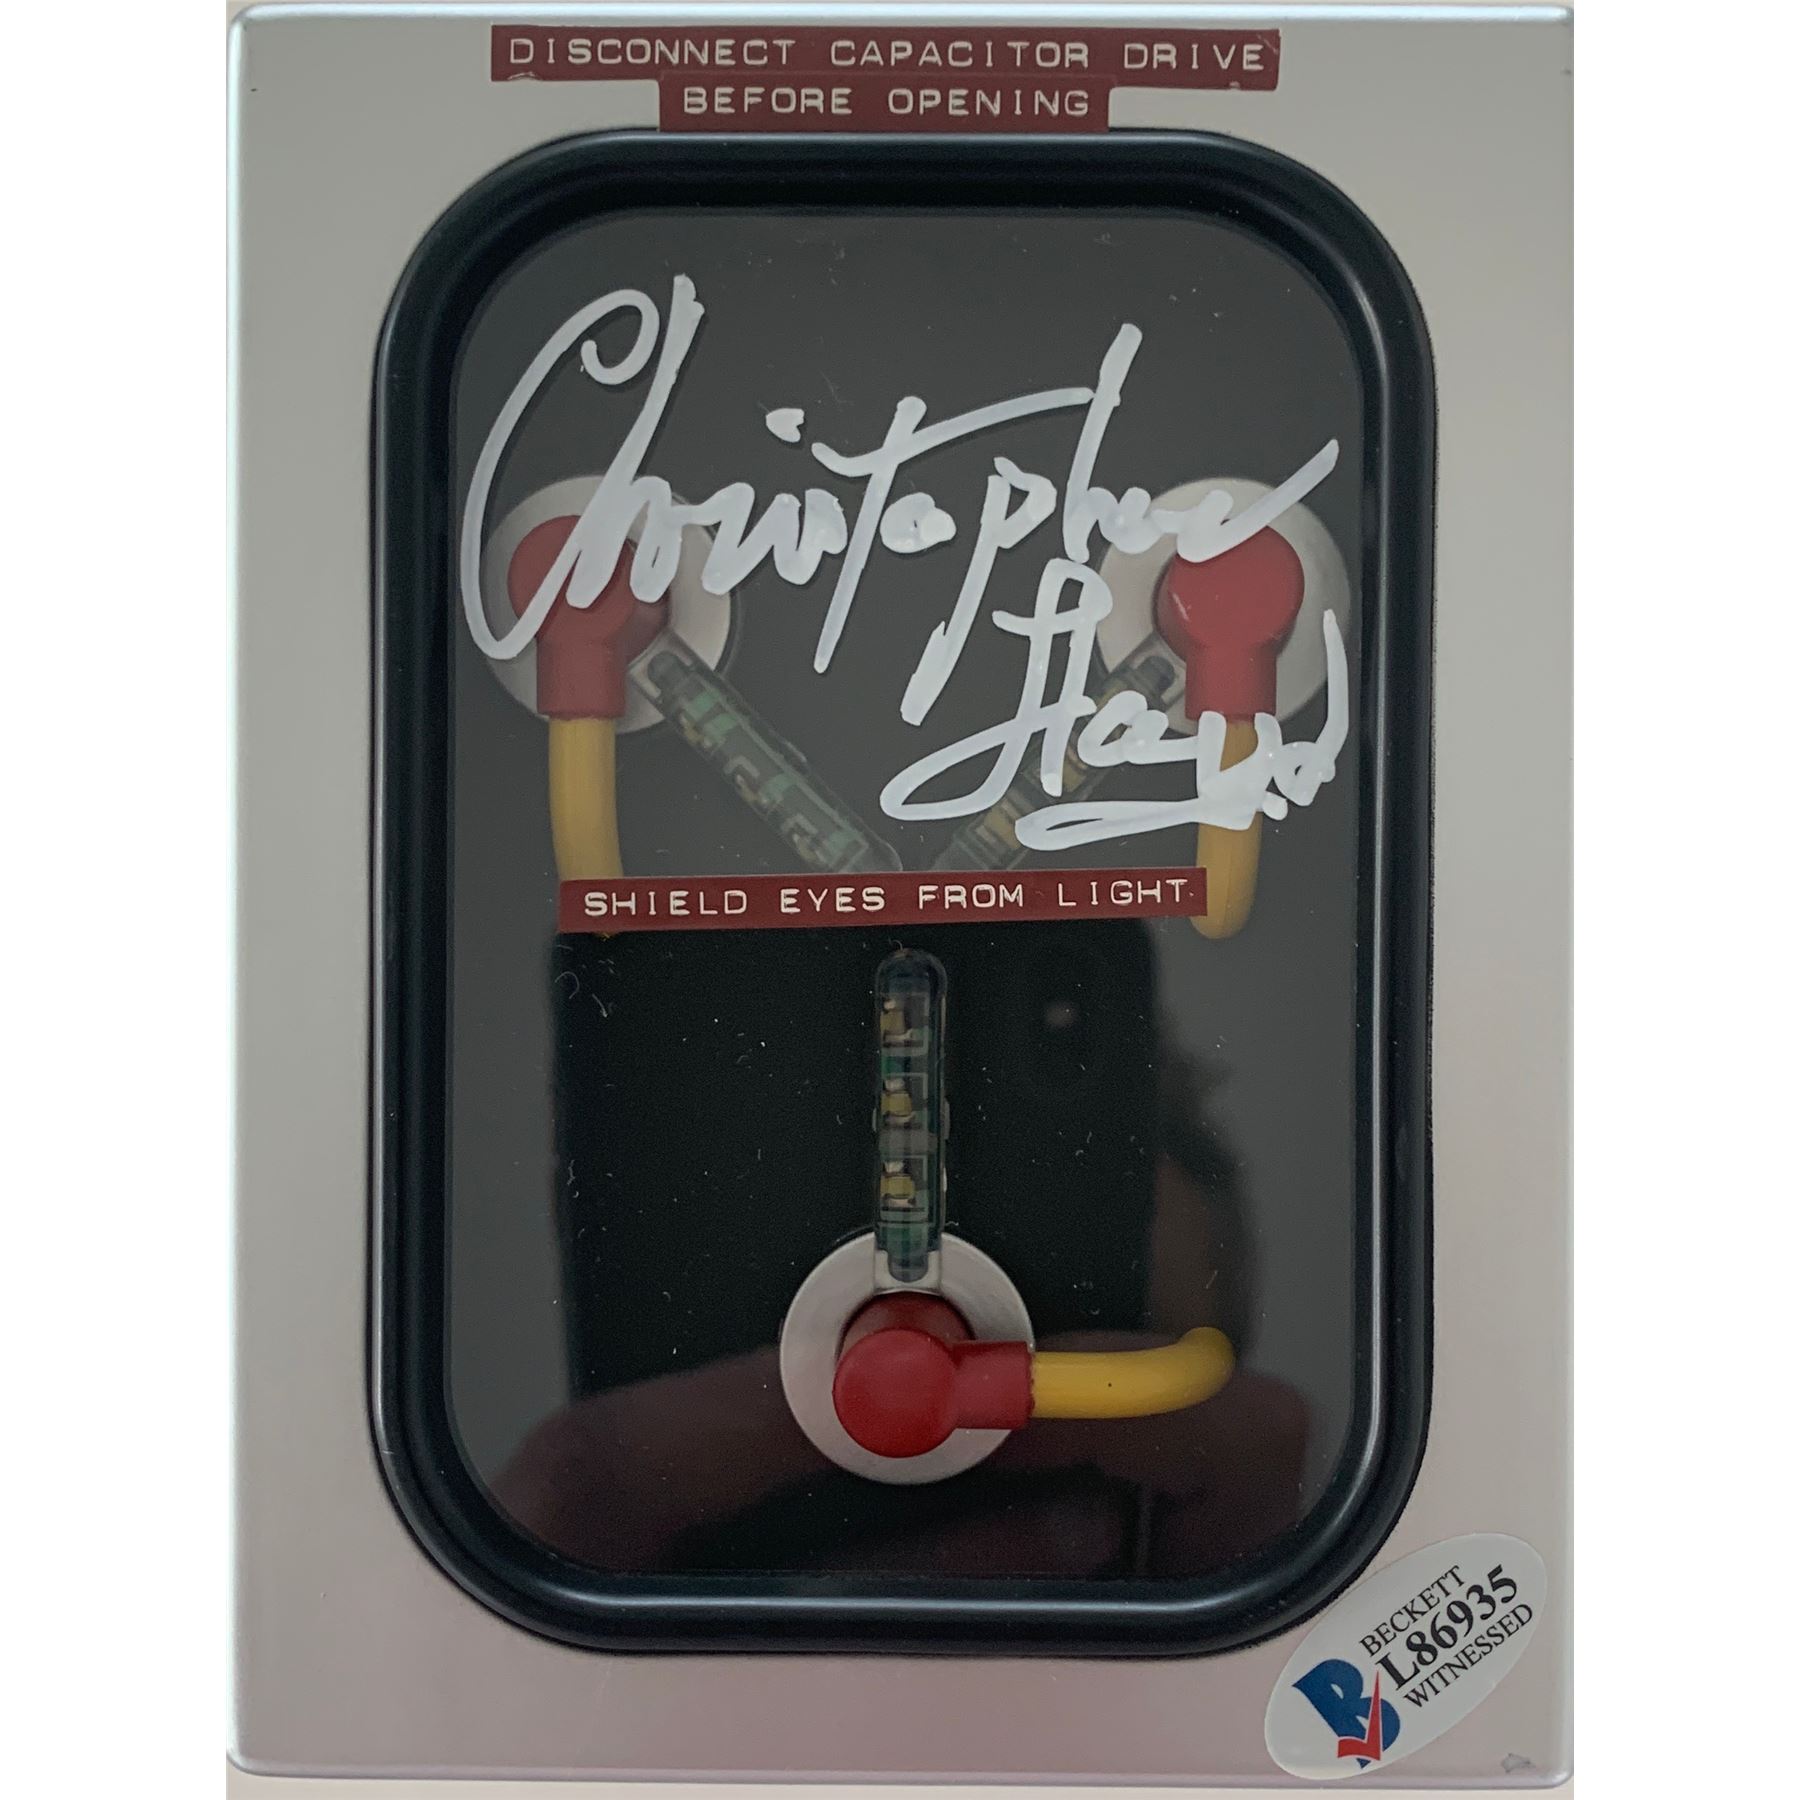 DISCONNECT CAPACITOR DRIVE
BEFORE OPENING
Christopher
Lloyd
SHIELD EYES FROM LIGHT
BECKETT
L86935
WITNESSED